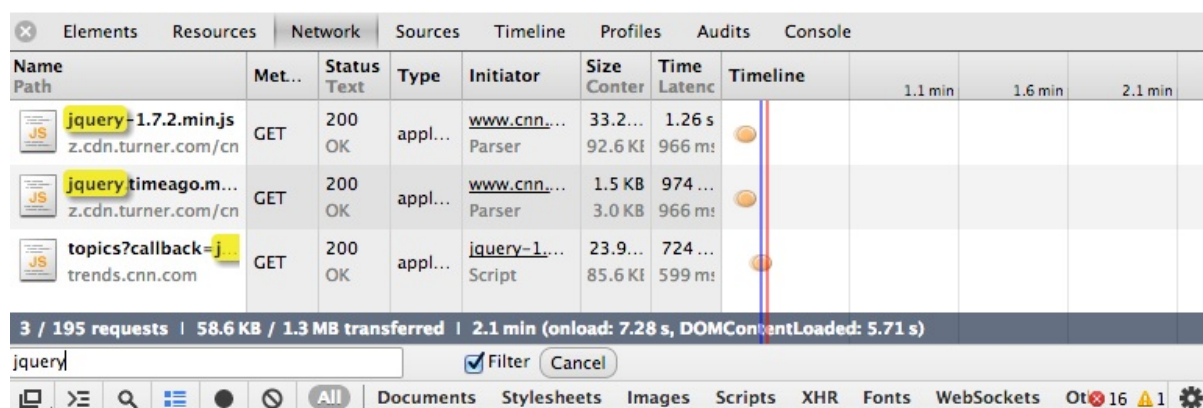 Elements Resources Network Sources Timeline Profiles Audits Console
Name Path Met... Status Text Type Initiator Size Conter Time Latenc Timeline 1.1 min 1.6 min 2.1 min
jquery-1.7.2.min.js GET 200 appl... www.cnn.... 33.2... 1.26 s
z.cdn.turner.com/cn OK Parser 92.6 KE 966 ms
jquery.timeago.m... GET 200 appl... www.cnn.... 1.5 KB 974 ...
z.cdn.turner.com/cn OK Parser 3.0 KB 966 ms
topics?callback=j... GET 200 appl... jquery-1.... 23.9... 724 ...
trends.cnn.com OK Script 85.6 KE 599 ms
3 / 195 requests | 58.6 KB / 1.3 MB transferred | 2.1 min (onload: 7.28 s, DOMContentLoaded: 5.71 s)
jquery Filter Cancel
All Documents Stylesheets Images Scripts XHR Fonts WebSockets Ot 16 1